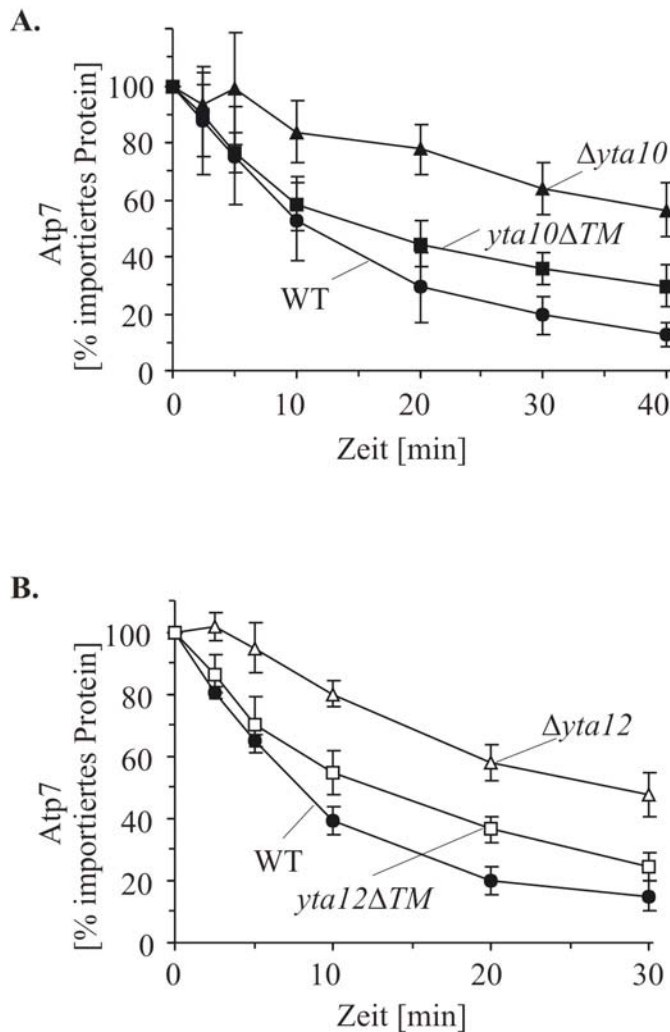 A.
Atp7
[% importiertes Protein]
100
80
60
40
20
0
Δyta10
yta10ΔTM
WT
0
10
20
30
40
Zeit [min]
B.
Atp7
[% importiertes Protein]
100
80
60
40
20
0
Δyta12
WT
yta12ΔTM
0
10
20
30
Zeit [min]